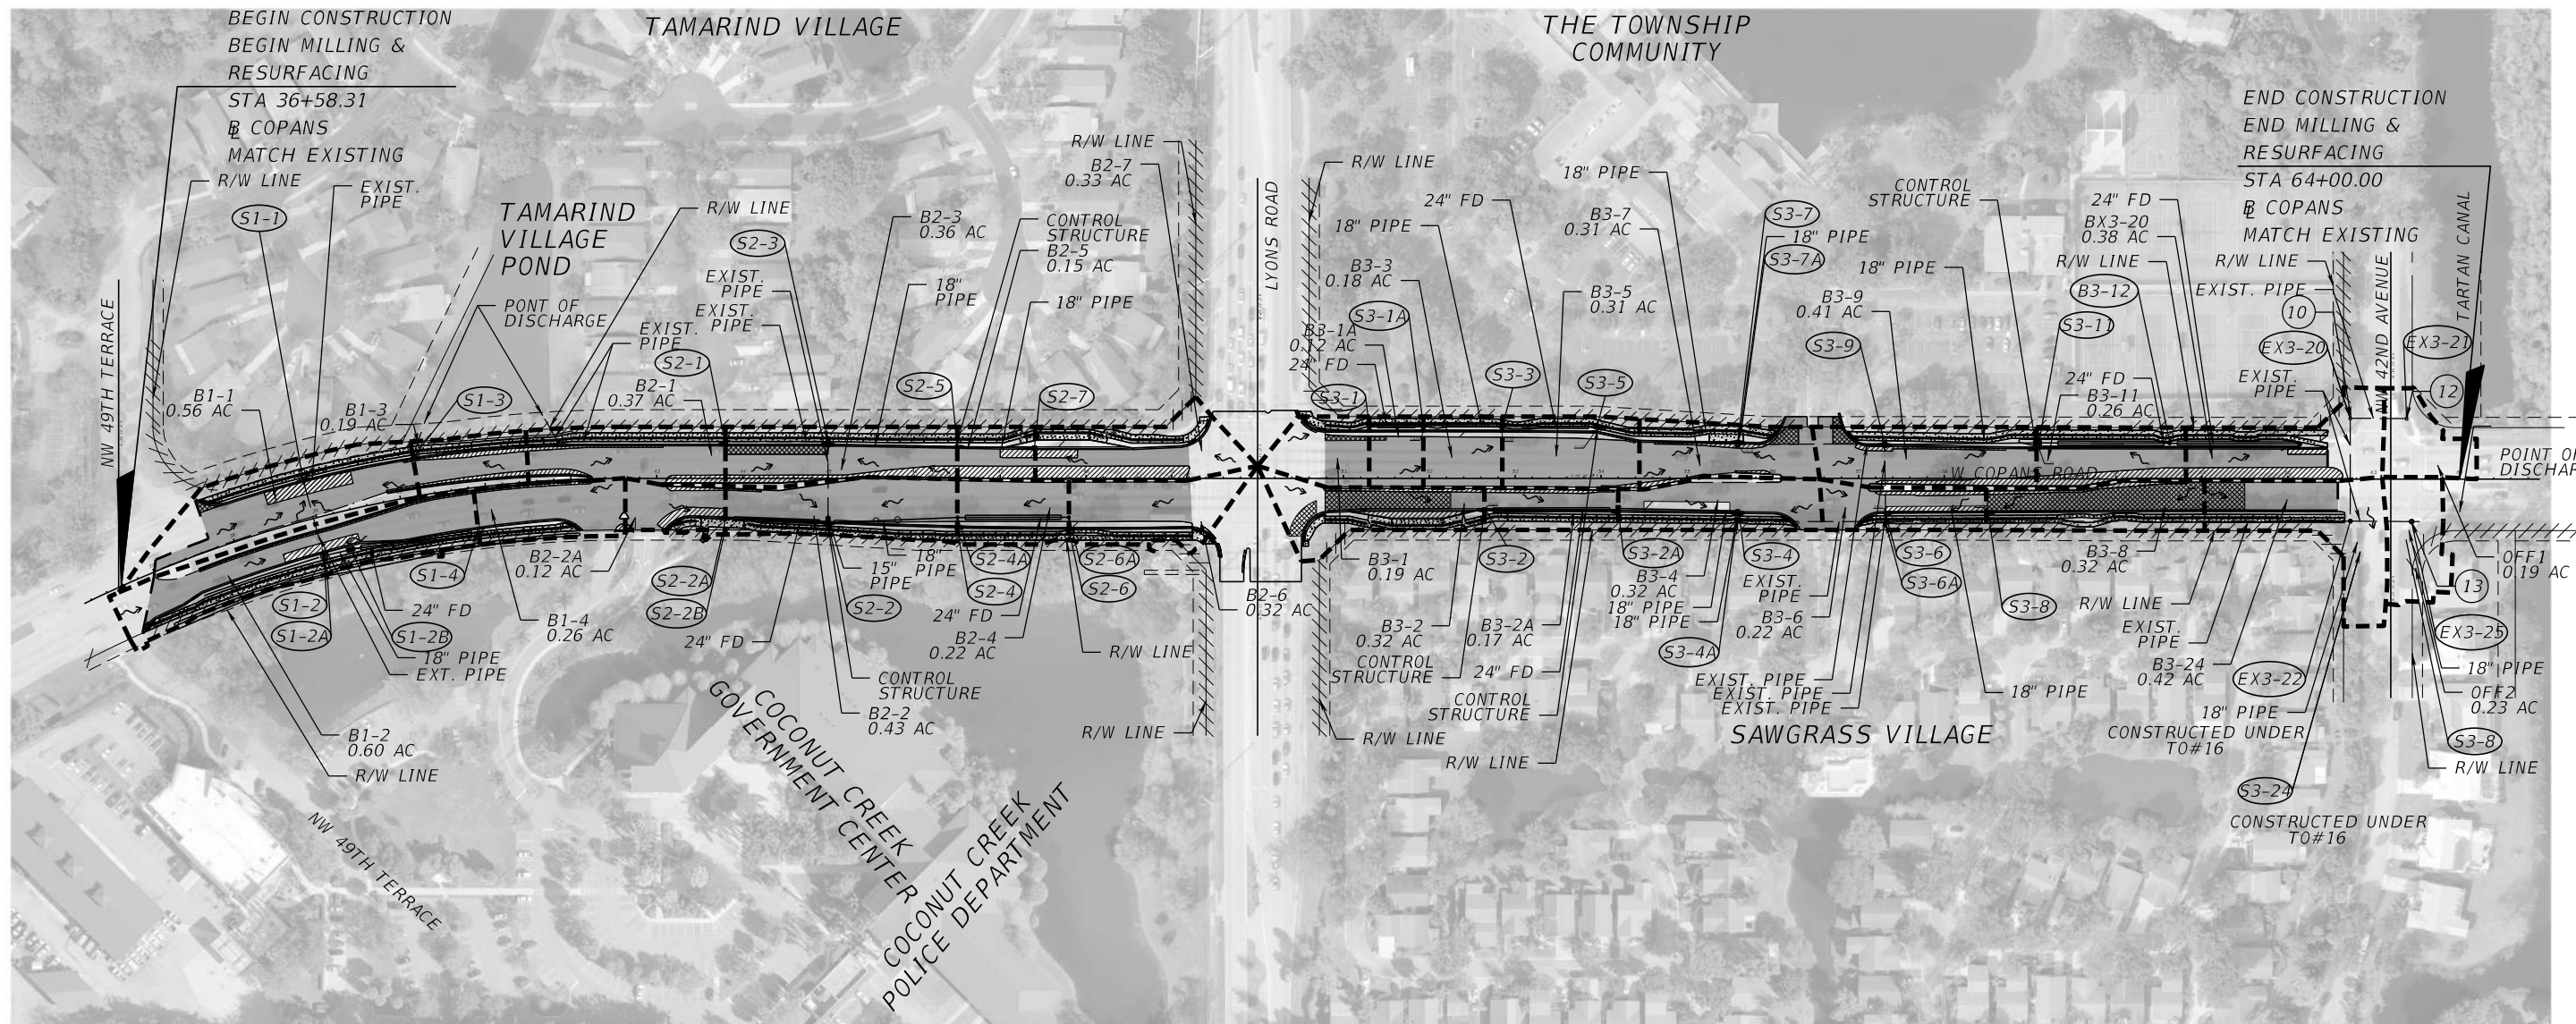 BEGIN CONSTRUCTION
BEGIN MILLING &
RESURFACING
STA 36+58.31
BL COPANS
MATCH EXISTING
R/W LINE
EXIST.
PIPE
S1-1
NW 49TH TERRACE
TAMARIND VILLAGE
TAMARIND
VILLAGE
POND
R/W LINE
S2-3
PONT OF
DISCHARGE
EXIST.
PIPE
EXIST.
PIPE
EXIST.
PIPE
S2-1
B1-1
0.56 AC
B1-3
0.19 AC
S1-3
B2-1
0.37 AC
B2-3
0.36 AC
CONTROL
STRUCTURE
B2-5
0.15 AC
18"
PIPE
18" PIPE
S2-5
S2-7
R/W LINE
B2-7
0.33 AC
LYONS ROAD
R/W LINE
THE TOWNSHIP
COMMUNITY
18" PIPE
24" FD
18" PIPE
B3-7
0.31 AC
B3-3
0.18 AC
S3-1A
B3-1A
0.12 AC
24" FD
S3-1
B3-5
0.31 AC
S3-3
S3-5
S3-7
18" PIPE
S3-7A
CONTROL
STRUCTURE
18" PIPE
B3-9
0.41 AC
S3-9
24" FD
BX3-20
0.38 AC
R/W LINE
B3-12
S3-11
24" FD
B3-11
0.26 AC
END CONSTRUCTION
END MILLING &
RESURFACING
STA 64+00.00
BL COPANS
MATCH EXISTING
R/W LINE
EXIST. PIPE
10
EX3-20
EXIST.
PIPE
NW 42ND AVENUE
TARTAN CANAL
EX3-21
12
POINT OF
DISCHAR
W COPANS ROAD
S1-2
S1-2A
S1-2B
24" FD
18" PIPE
EXT. PIPE
S1-4
B1-4
0.26 AC
B2-2A
0.12 AC
B1-2
0.60 AC
R/W LINE
S2-2A
S2-2B
24" FD
15"
PIPE
18"
PIPE
S2-2
CONTROL
STRUCTURE
B2-2
0.43 AC
S2-4A
S2-4
24" FD
B2-4
0.22 AC
S2-6A
S2-6
R/W LINE
R/W LINE
B2-6
0.32 AC
B3-1
0.19 AC
S3-2
B3-2
0.32 AC
B3-2A
0.17 AC
CONTROL
STRUCTURE
24" FD
CONTROL
STRUCTURE
R/W LINE
R/W LINE
S3-2A
B3-4
0.32 AC
18" PIPE
18" PIPE
S3-4A
S3-4
EXIST.
PIPE
B3-6
0.22 AC
EXIST. PIPE
EXIST. PIPE
EXIST. PIPE
S3-6
S3-6A
S3-8
18" PIPE
SAWGRASS VILLAGE
B3-8
0.32 AC
R/W LINE
EXIST.
PIPE
B3-24
0.42 AC
EX3-22
18" PIPE
CONSTRUCTED UNDER
TO#16
S3-24
CONSTRUCTED UNDER
TO#16
OFF1
0.19 AC
13
EX3-25
18" PIPE
OFF2
0.23 AC
S3-8
R/W LINE
COCONUT CREEK
GOVERNMENT CENTER
COCONUT CREEK
POLICE DEPARTMENT
NW 49TH TERRACE